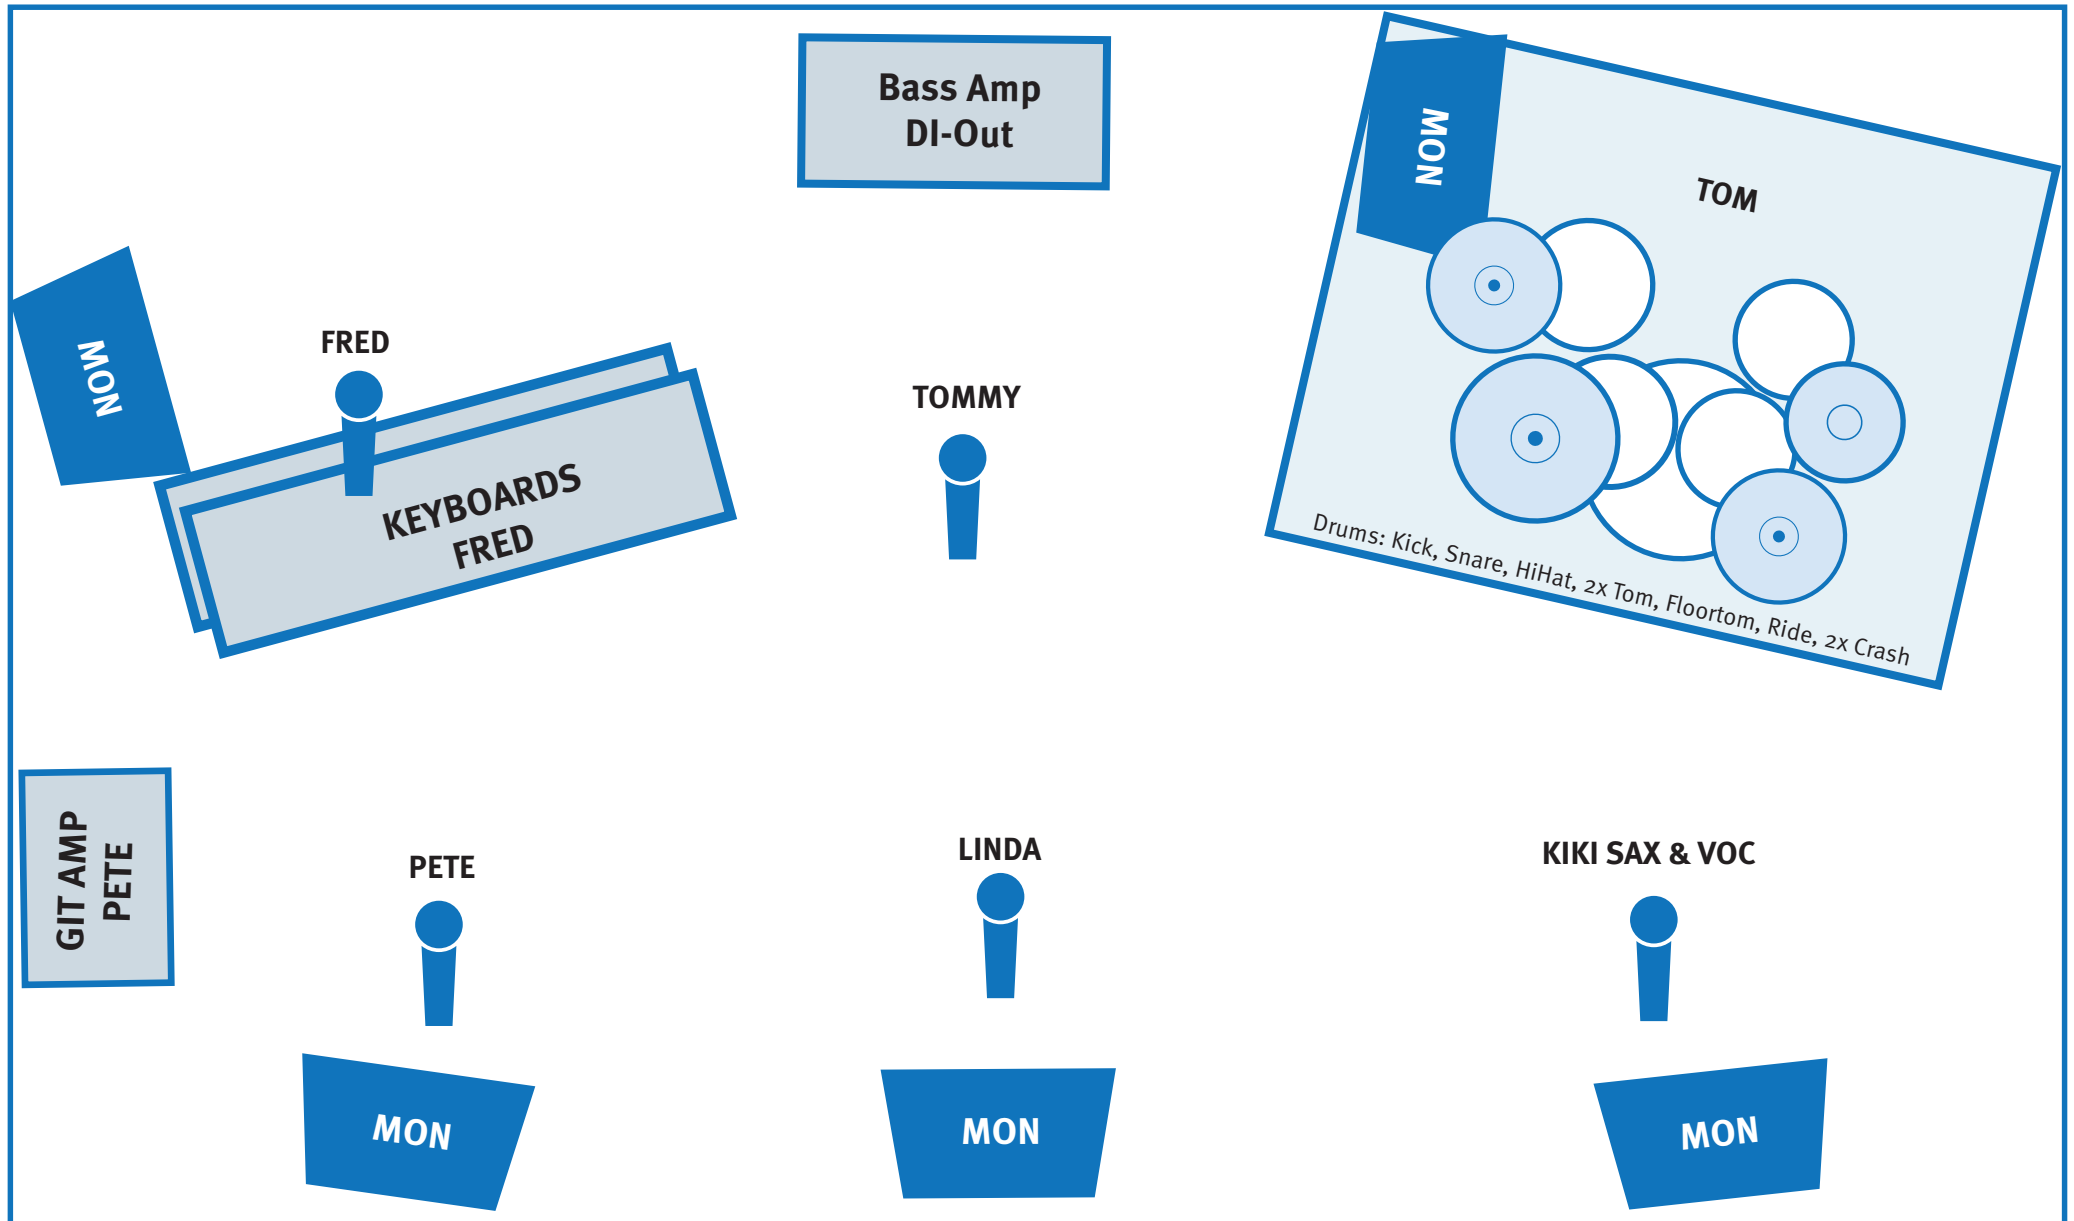 Bass Amp
DI-Out
MON
TOM
MON
FRED
TOMMY
KEYBOARDS
FRED
Drums: Kick, Snare, HiHat, 2x Tom, Floortom, Ride, 2x Crash
GIT AMP
PETE
PETE
LINDA
KIKI SAX & VOC
MON
MON
MON